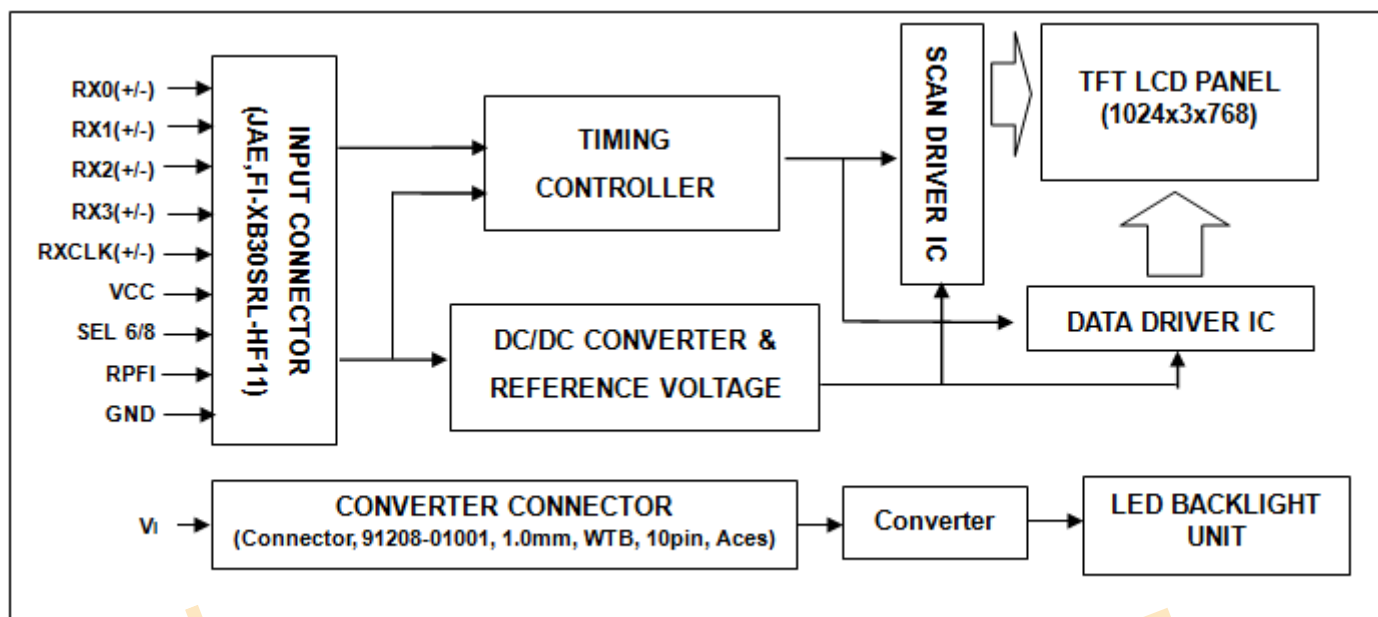 RX0(+/-)
RX1(+/-)
RX2(+/-)
RX3(+/-)
RXCLK(+/-)
VCC
SEL 6/8
RPFI
GND
INPUT CONNECTOR
(JAE,FI-XB30SRL-HF11)
TIMING
CONTROLLER
DC/DC CONVERTER &
REFERENCE VOLTAGE
SCAN DRIVER IC
TFT LCD PANEL
(1024x3x768)
DATA DRIVER IC
VI
CONVERTER CONNECTOR
(Connector, 91208-01001, 1.0mm, WTB, 10pin, Aces)
Converter
LED BACKLIGHT
UNIT